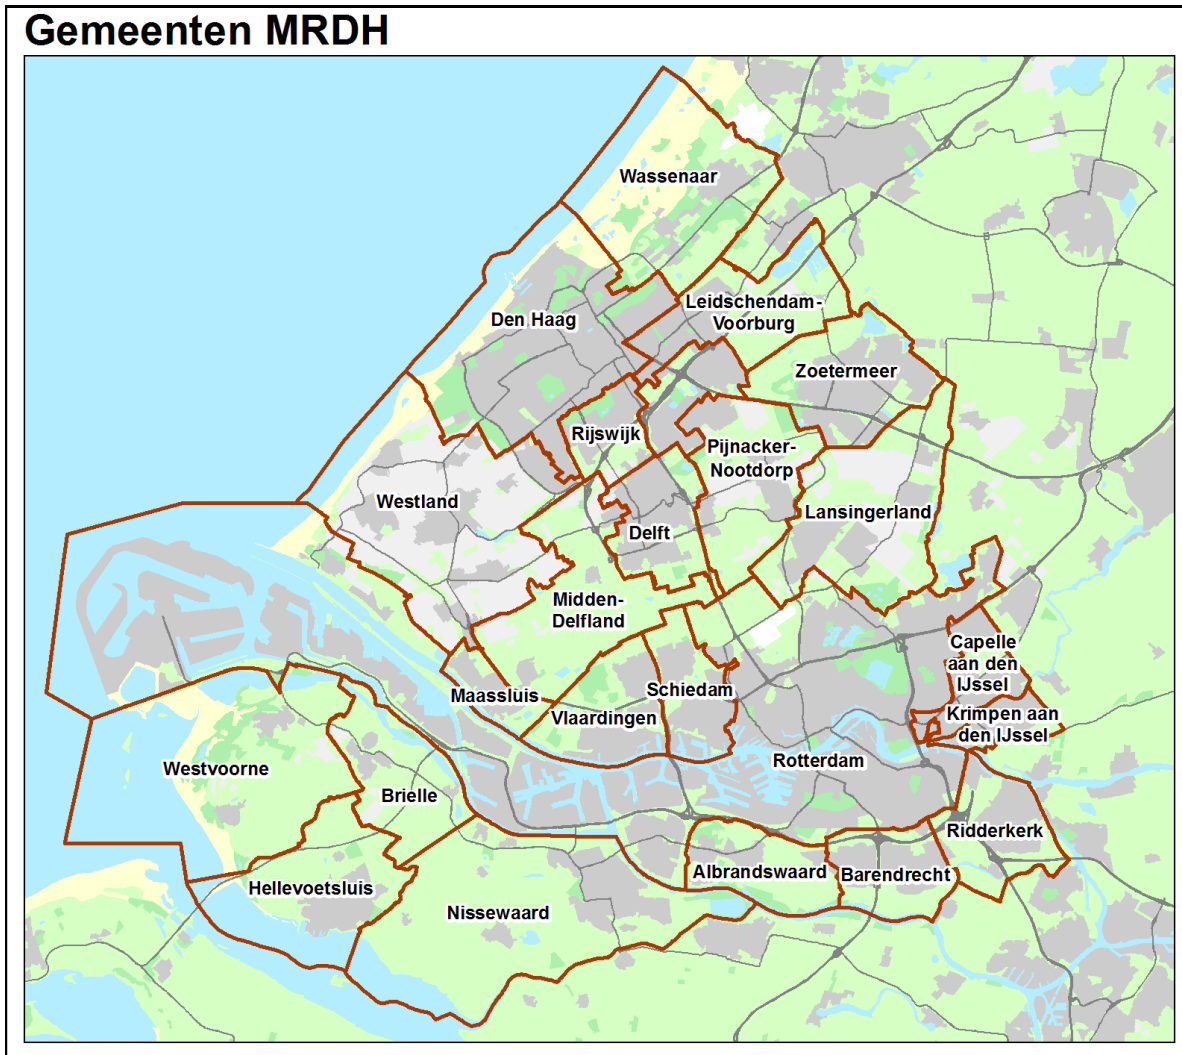 Gemeenten MRDH
Wassenaar
Leidschendam-
Voorburg
Den Haag
Zoetermeer
Rijswijk
Pijnacker-
Nootdorp
Westland
Lansingerland
Delft
Midden-
Delfland
Capelle
aan den
IJssel
Maassluis
Schiedam
Vlaardingen
Krimpen aan
den IJssel
Rotterdam
Westvoorne
Brielle
Ridderkerk
Albrandswaard
Barendrecht
Hellevoetsluis
Nissewaard